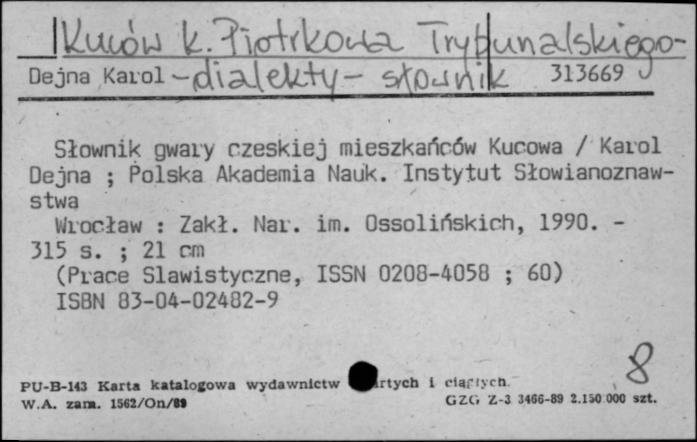 Kuców k. Piotrkowa Trybunalskiego-
Dejna Karol -dialekty- słownik 313669
Słownik gwary czeskiej mieszkańców Kucowa / Karol
Dejna ; Polska Akademia Nauk. Instytut Słowianoznaw-
stwa
Wrocław : Zakł. Nar. im. Ossolińskich, 1990. -
315 s. ; 21 cm
(Prace Slawistyczne, ISSN 0208-4058 ; 60)
ISBN 83-04-02482-9
8
PU-B-143 Karta katalogowa wydawnictw artych i ciągłych.
W.A. zam. 1562/On/89 GZG Z-3 3466-89 2.150 000 szt.